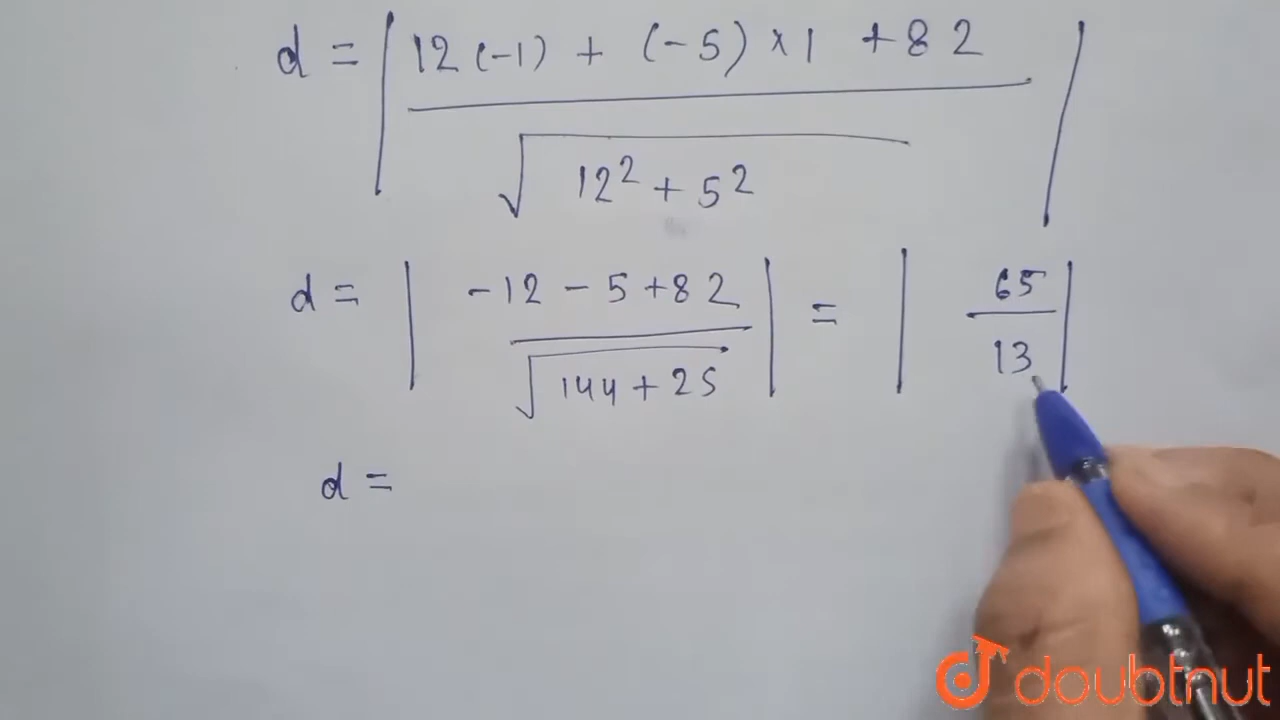 d = | 12 (-1) + (-5) × 1 + 82 |
√ 12² + 5²
d = | -12 - 5 + 82 | = | 65 |
√ 144 + 25 13
d =
doubtnut